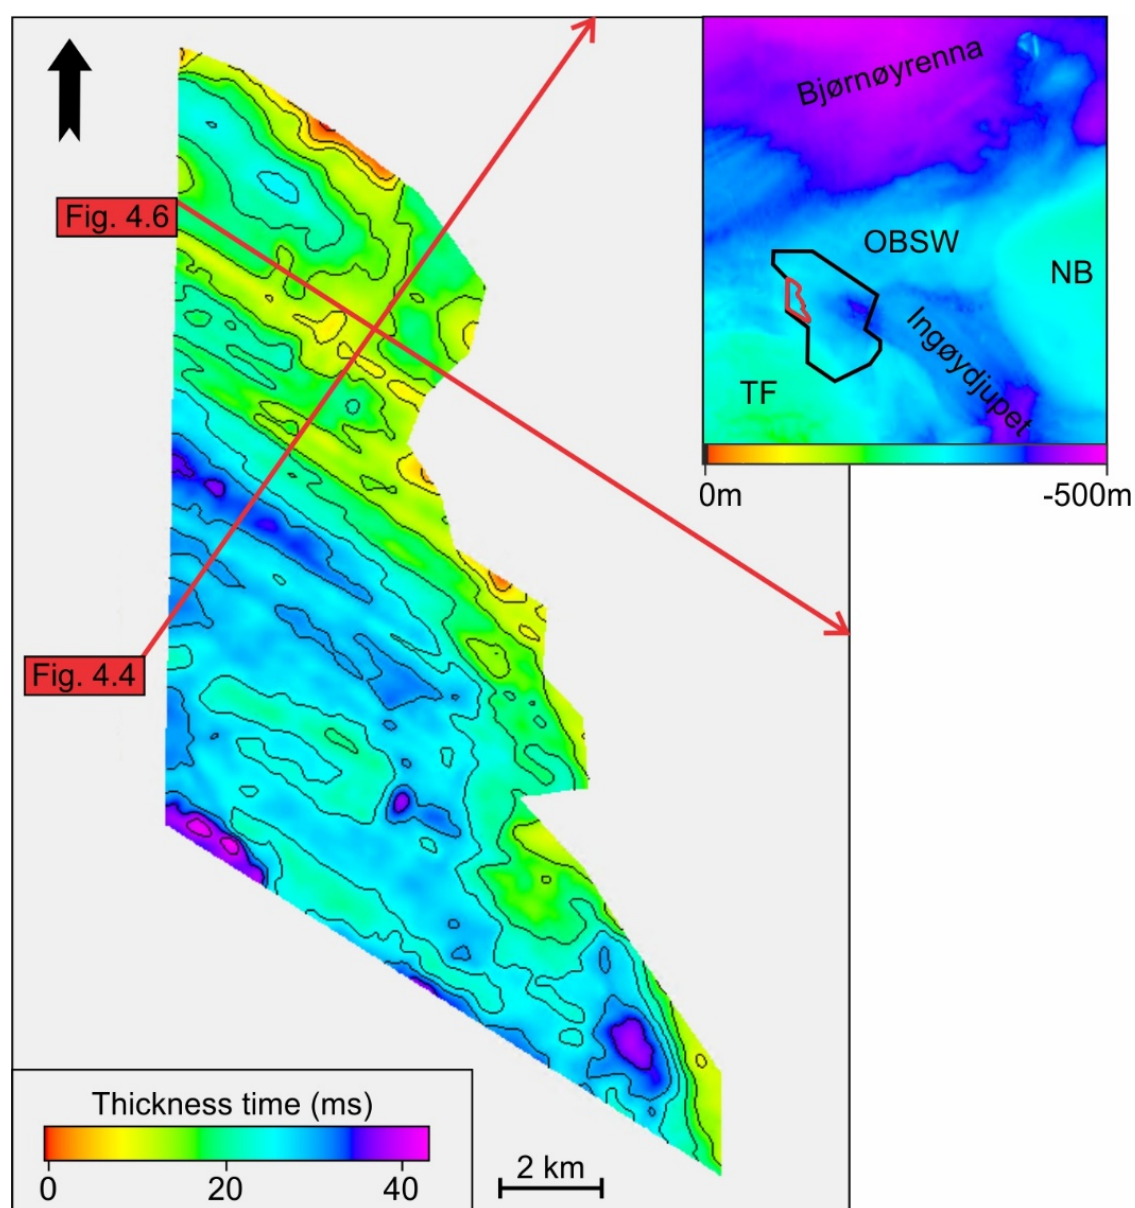 Bjørnøyrenna
Fig. 4.6
OBSW
NB
Ingøydjupet
TF
0m
-500m
Fig. 4.4
Thickness time (ms)
0
20
40
2 km